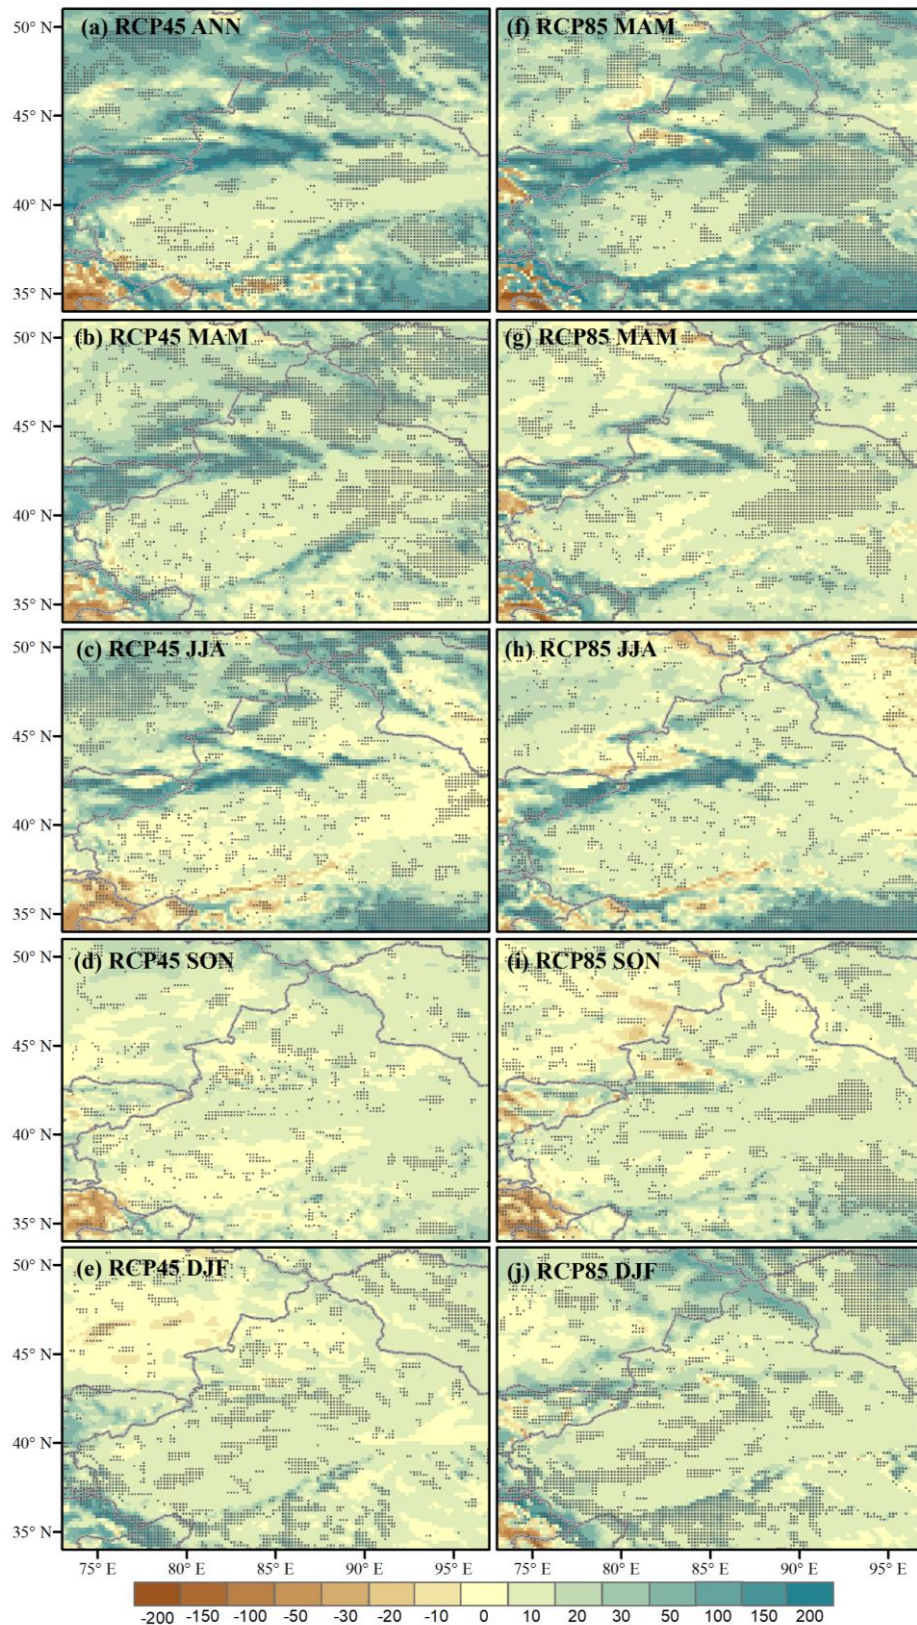 (a) RCP45 ANN
(f) RCP85 MAM
50° N
45° N
40° N
35° N
(b) RCP45 MAM
(g) RCP85 MAM
50° N
45° N
40° N
35° N
(c) RCP45 JJA
(h) RCP85 JJA
50° N
45° N
40° N
35° N
(d) RCP45 SON
(i) RCP85 SON
50° N
45° N
40° N
35° N
(e) RCP45 DJF
(j) RCP85 DJF
50° N
45° N
40° N
35° N
75° E 80° E 85° E 90° E 95° E 75° E 80° E 85° E 90° E 95° E
-200 -150 -100 -50 -30 -20 -10 0 10 20 30 50 100 150 200